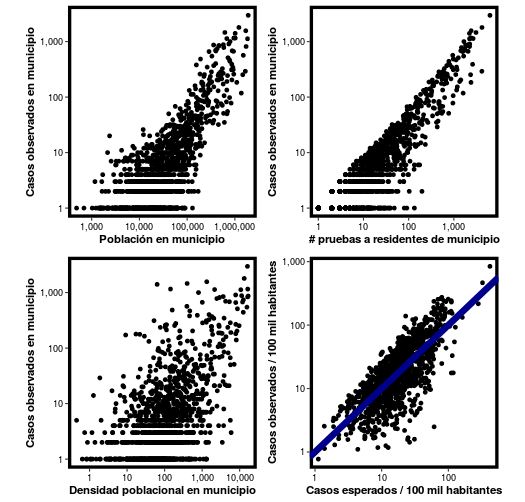 Casos observados en municipio
1,000
100
10
1
1,000 10,000 100,000 1,000,000
Población en municipio
Casos observados en municipio
1,000
100
10
1
1 10 100 1,000
# pruebas a residentes de municipio
Casos observados en municipio
1,000
100
10
1
1 10 100 1,000 10,000
Densidad poblacional en municipio
Casos observados / 100 mil habitantes
1,000
100
10
1
1 10 100
Casos esperados / 100 mil habitantes